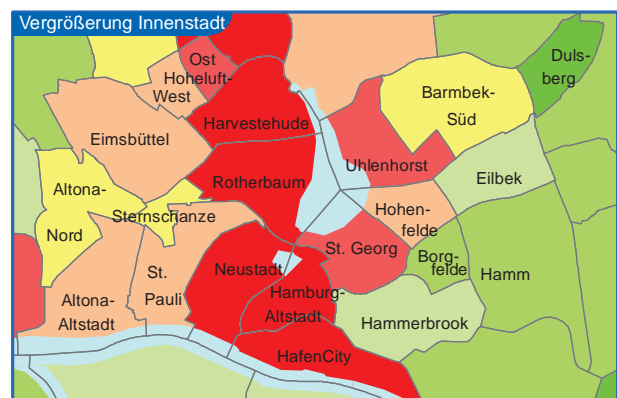 Vergrößerung Innenstadt
Ost
Hoheluft-
West
Duls-
berg
Barmbek-
Süd
Harvestehude
Eimsbüttel
Uhlenhorst
Eilbek
Altona-
Nord
Rotherbaum
Sternschanze
Hohen-
felde
St. Georg
Borg-
felde
Hamm
Neustadt
St.
Pauli
Hamburg-
Altstadt
Altona-
Altstadt
Hammerbrook
HafenCity